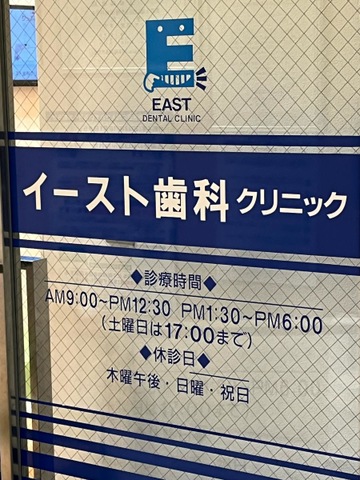 EAST
DENTAL CLINIC
イースト歯科クリニック
◆診療時間◆
AM9:00～PM12:30 PM1:30～PM6:00
(土曜日は17:00まで)
◆休診日◆
木曜午後・日曜・祝日